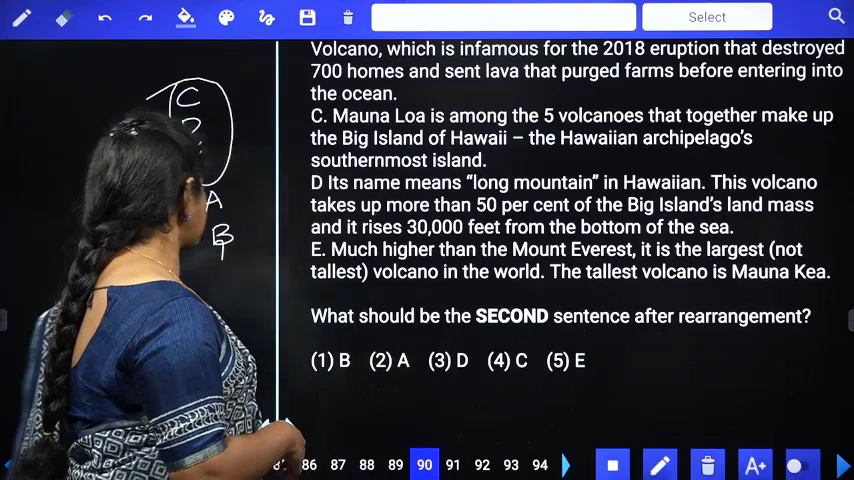 Select
Volcano, which is infamous for the 2018 eruption that destroyed
700 homes and sent lava that purged farms before entering into
the ocean.
C. Mauna Loa is among the 5 volcanoes that together make up
the Big Island of Hawaii – the Hawaiian archipelago's
southernmost island.
D Its name means “long mountain” in Hawaiian. This volcano
takes up more than 50 per cent of the Big Island's land mass
and it rises 30,000 feet from the bottom of the sea.
E. Much higher than the Mount Everest, it is the largest (not
tallest) volcano in the world. The tallest volcano is Mauna Kea.
What should be the SECOND sentence after rearrangement?
(1) B (2) A (3) D (4) C (5) E
C
A
B
86 87 88 89 90 91 92 93 94
A+